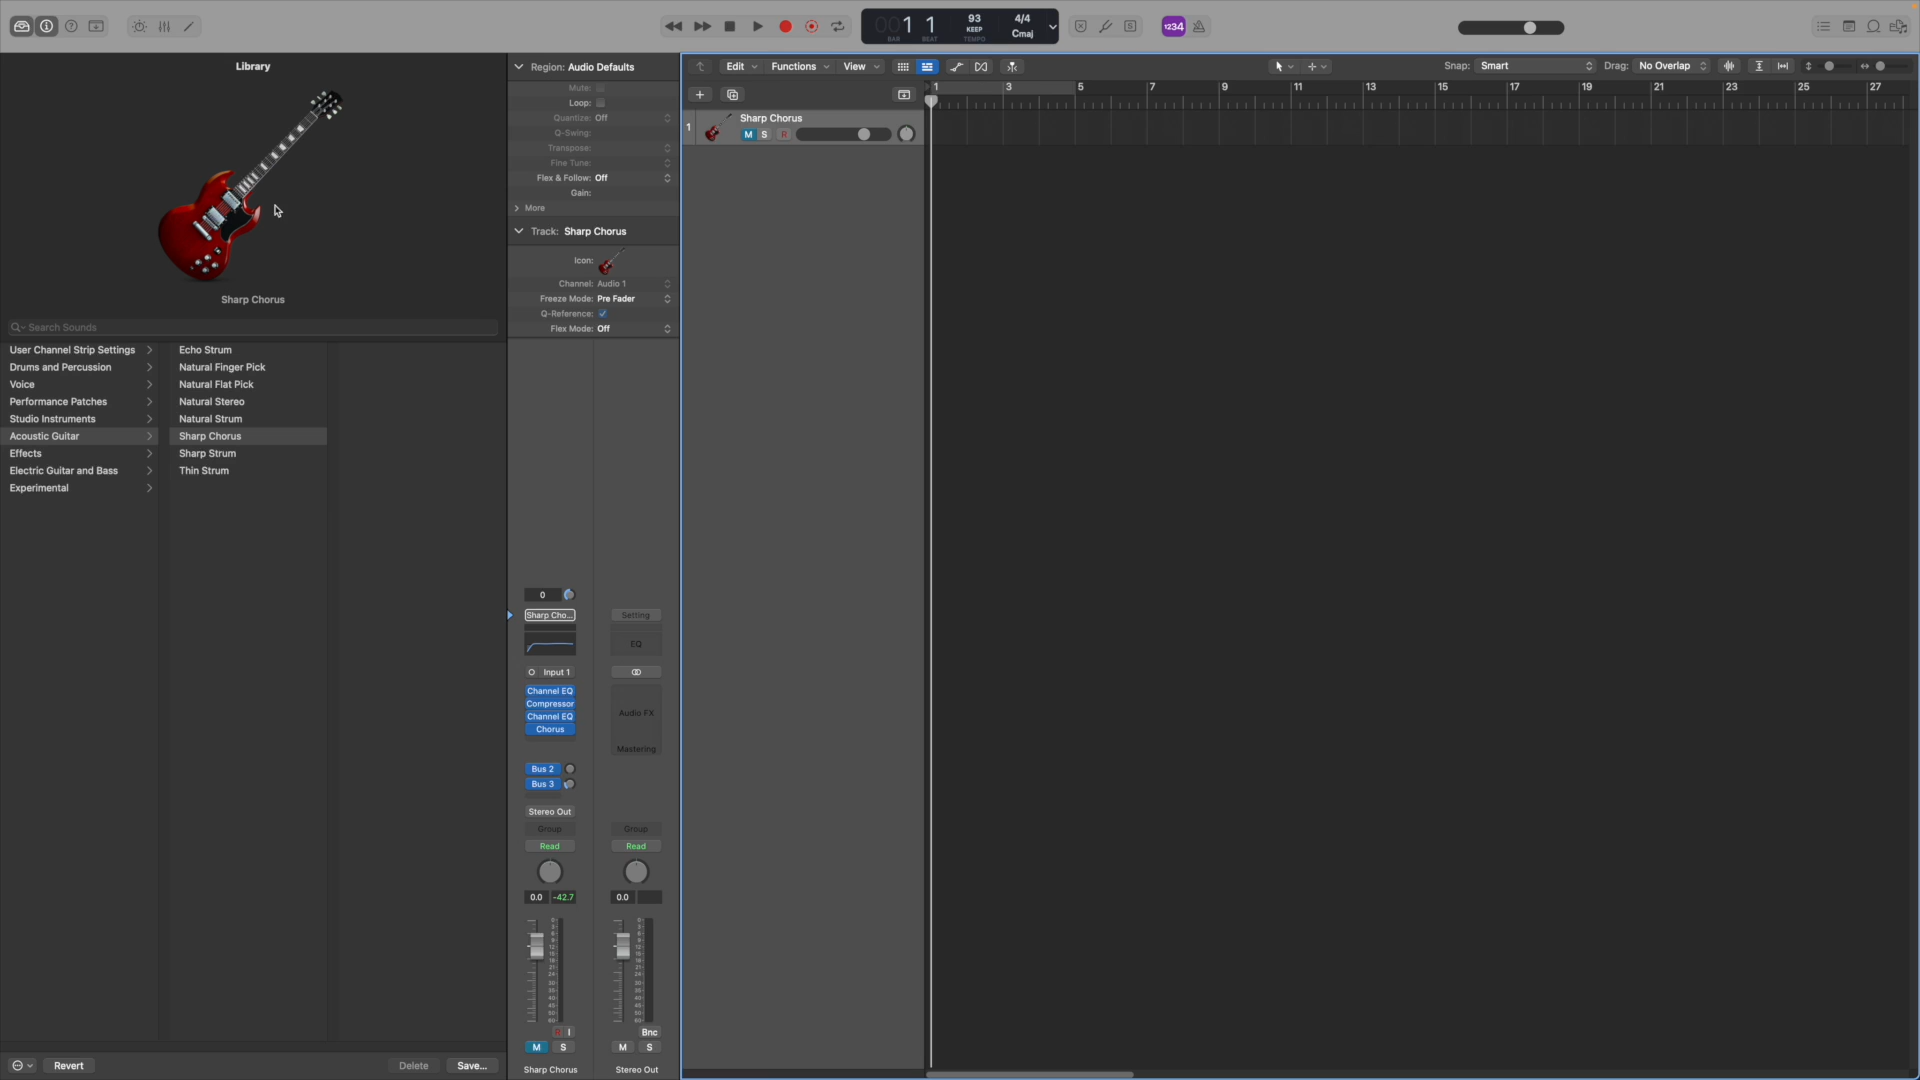 1 1
BAR BEAT
93
KEEP
TEMPO
4/4
Cmaj
1234
Library
Sharp Chorus
Search Sounds
User Channel Strip Settings
Drums and Percussion
Voice
Performance Patches
Studio Instruments
Acoustic Guitar
Effects
Electric Guitar and Bass
Experimental
Echo Strum
Natural Finger Pick
Natural Flat Pick
Natural Stereo
Natural Strum
Sharp Chorus
Sharp Strum
Thin Strum
Revert
Delete
Save...
Region: Audio Defaults
Mute:
Loop:
Quantize: Off
Q-Swing:
Transpose:
Fine Tune:
Flex & Follow: Off
Gain:
More
Track: Sharp Chorus
Icon:
Channel: Audio 1
Freeze Mode: Pre Fader
Q-Reference:
Flex Mode: Off
0
Sharp Cho...
Setting
EQ
Input 1
Channel EQ
Compressor
Channel EQ
Chorus
Audio FX
Mastering
Bus 2
Bus 3
Stereo Out
Group
Group
Read
Read
0.0 -42.7
0.0
R I
Bnc
M S
M S
Sharp Chorus
Stereo Out
Edit Functions View
Snap: Smart
Drag: No Overlap
1 3 5 7 9 11 13 15 17 19 21 23 25 27
1
Sharp Chorus
M S R